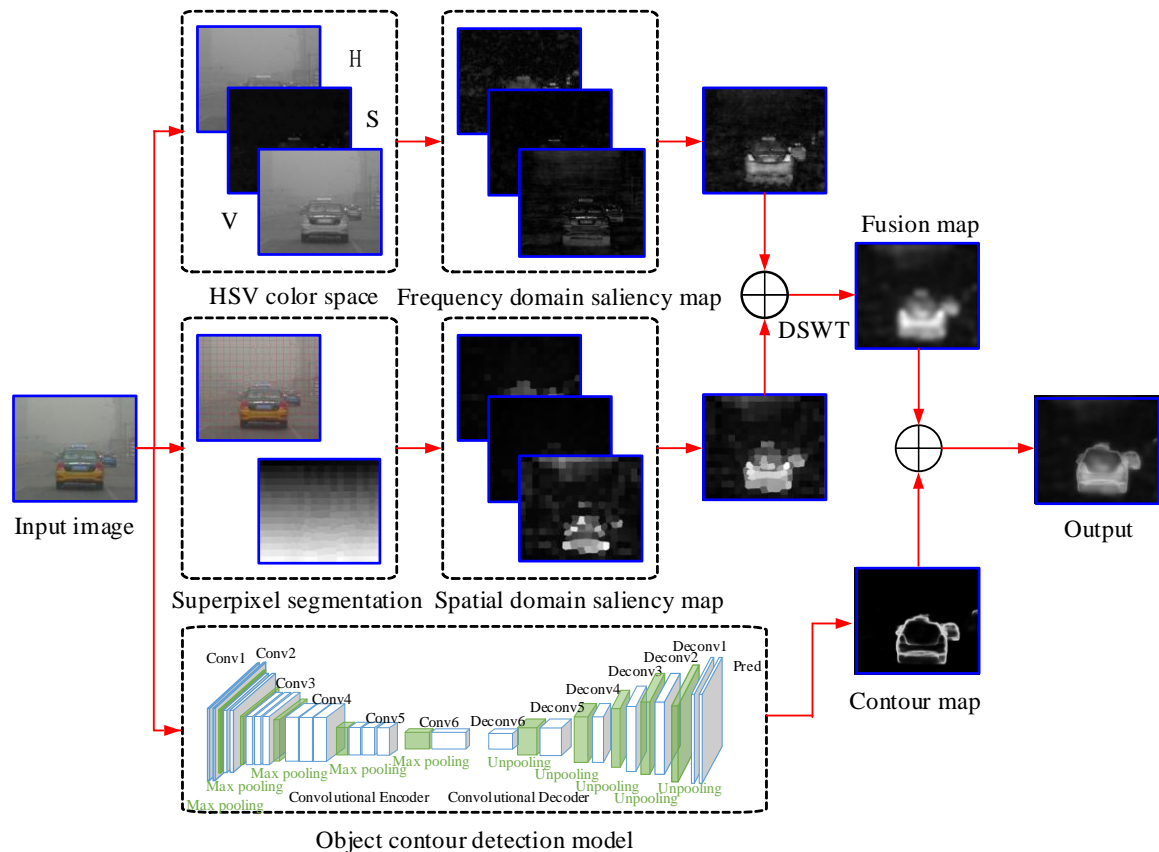 H
S
V
HSV color space
Frequency domain saliency map
Fusion map
DSWT
Input image
Superpixel segmentation
Spatial domain saliency map
Output
Contour map
Conv1
Conv2
Conv3
Conv4
Conv5
Conv6
Deconv6
Deconv5
Deconv4
Deconv3
Deconv2
Deconv1
Pred
Max pooling
Max pooling
Max pooling
Max pooling
Max pooling
Unpooling
Unpooling
Unpooling
Unpooling
Unpooling
Convolutional Encoder
Convolutional Decoder
Object contour detection model